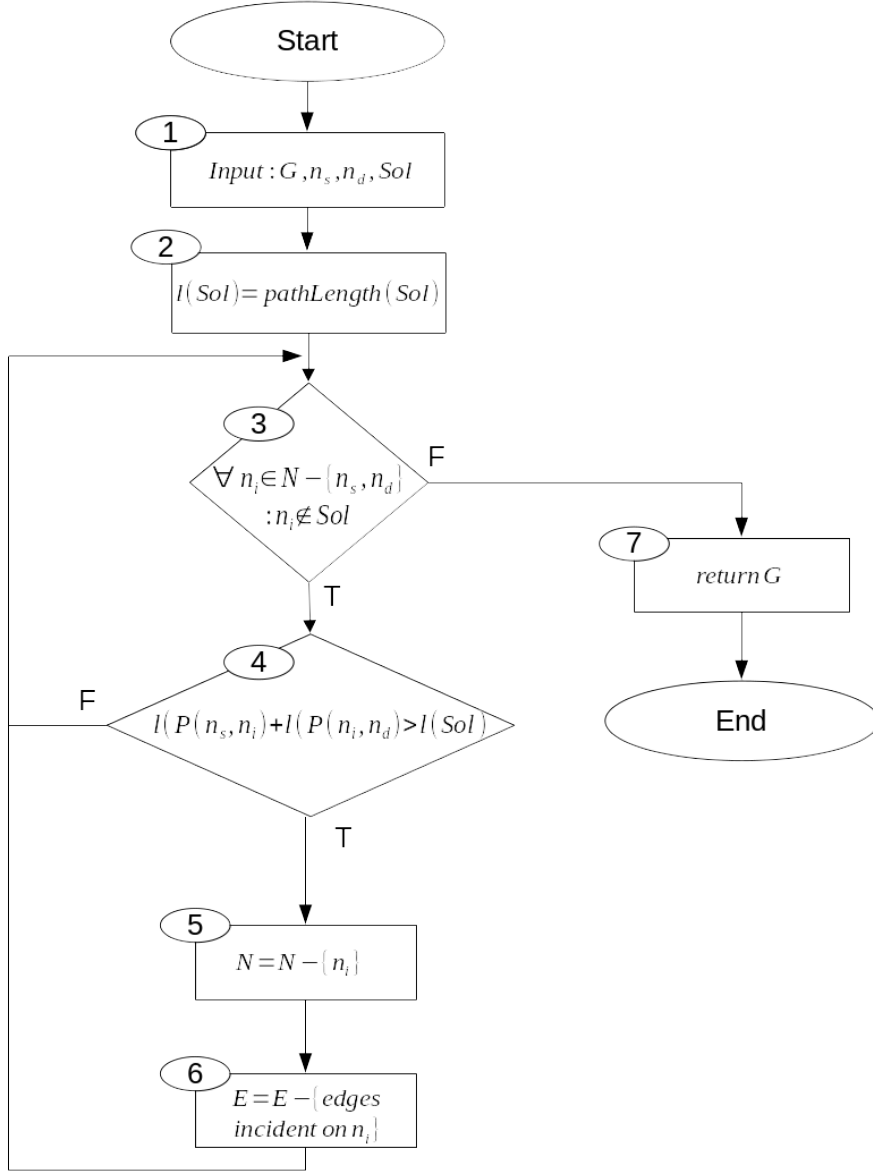 Start
1
Input : G , n_s , n_d , Sol
2
l(Sol)= pathLength(Sol)
3
∀ n_i ∈ N − {n_s , n_d}
: n_i ∉ Sol
F
T
7
return G
End
4
l(P(n_s, n_i)+l(P(n_i, n_d)>l(Sol)
F
T
5
N=N−{n_i}
6
E=E−{edges
incident on n_i}